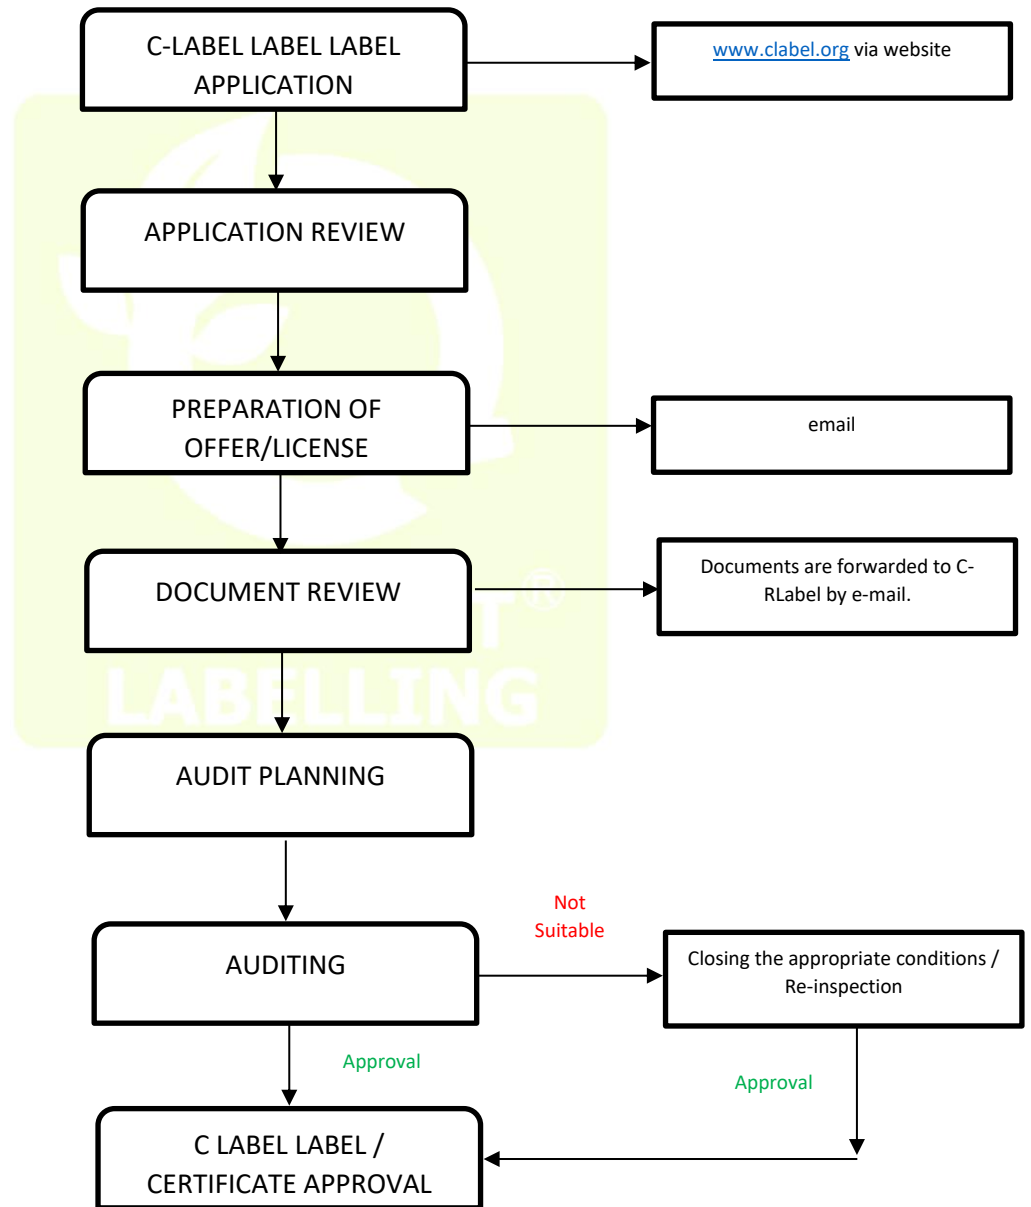 C-LABEL LABEL LABEL
APPLICATION
www.clabel.org via website
APPLICATION REVIEW
PREPARATION OF
OFFER/LICENSE
email
DOCUMENT REVIEW
Documents are forwarded to C-
RLabel by e-mail.
T®
LABELLING
AUDIT PLANNING
Not
Suitable
AUDITING
Closing the appropriate conditions /
Re-inspection
Approval
Approval
C LABEL LABEL /
CERTIFICATE APPROVAL